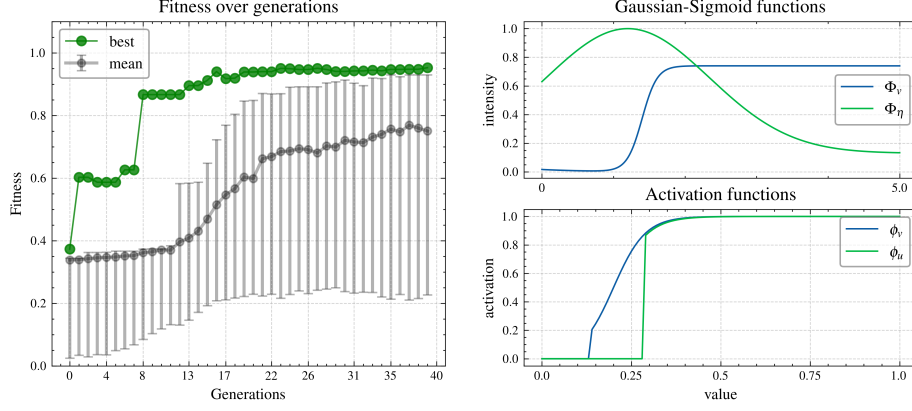 Fitness over generations
best
mean
1.0
0.8
0.6
0.4
0.2
0.0
Fitness
0 4 8 13 17 22 26 31 35 40
Generations
Gaussian-Sigmoid functions
1.0
0.8
0.6
0.4
0.2
0.0
intensity
Φᵥ
Φ_η
0 5.0
Activation functions
1.0
0.8
0.6
0.4
0.2
0.0
activation
ϕᵥ
ϕᵤ
0.0 0.25 0.5 0.75 1.0
value